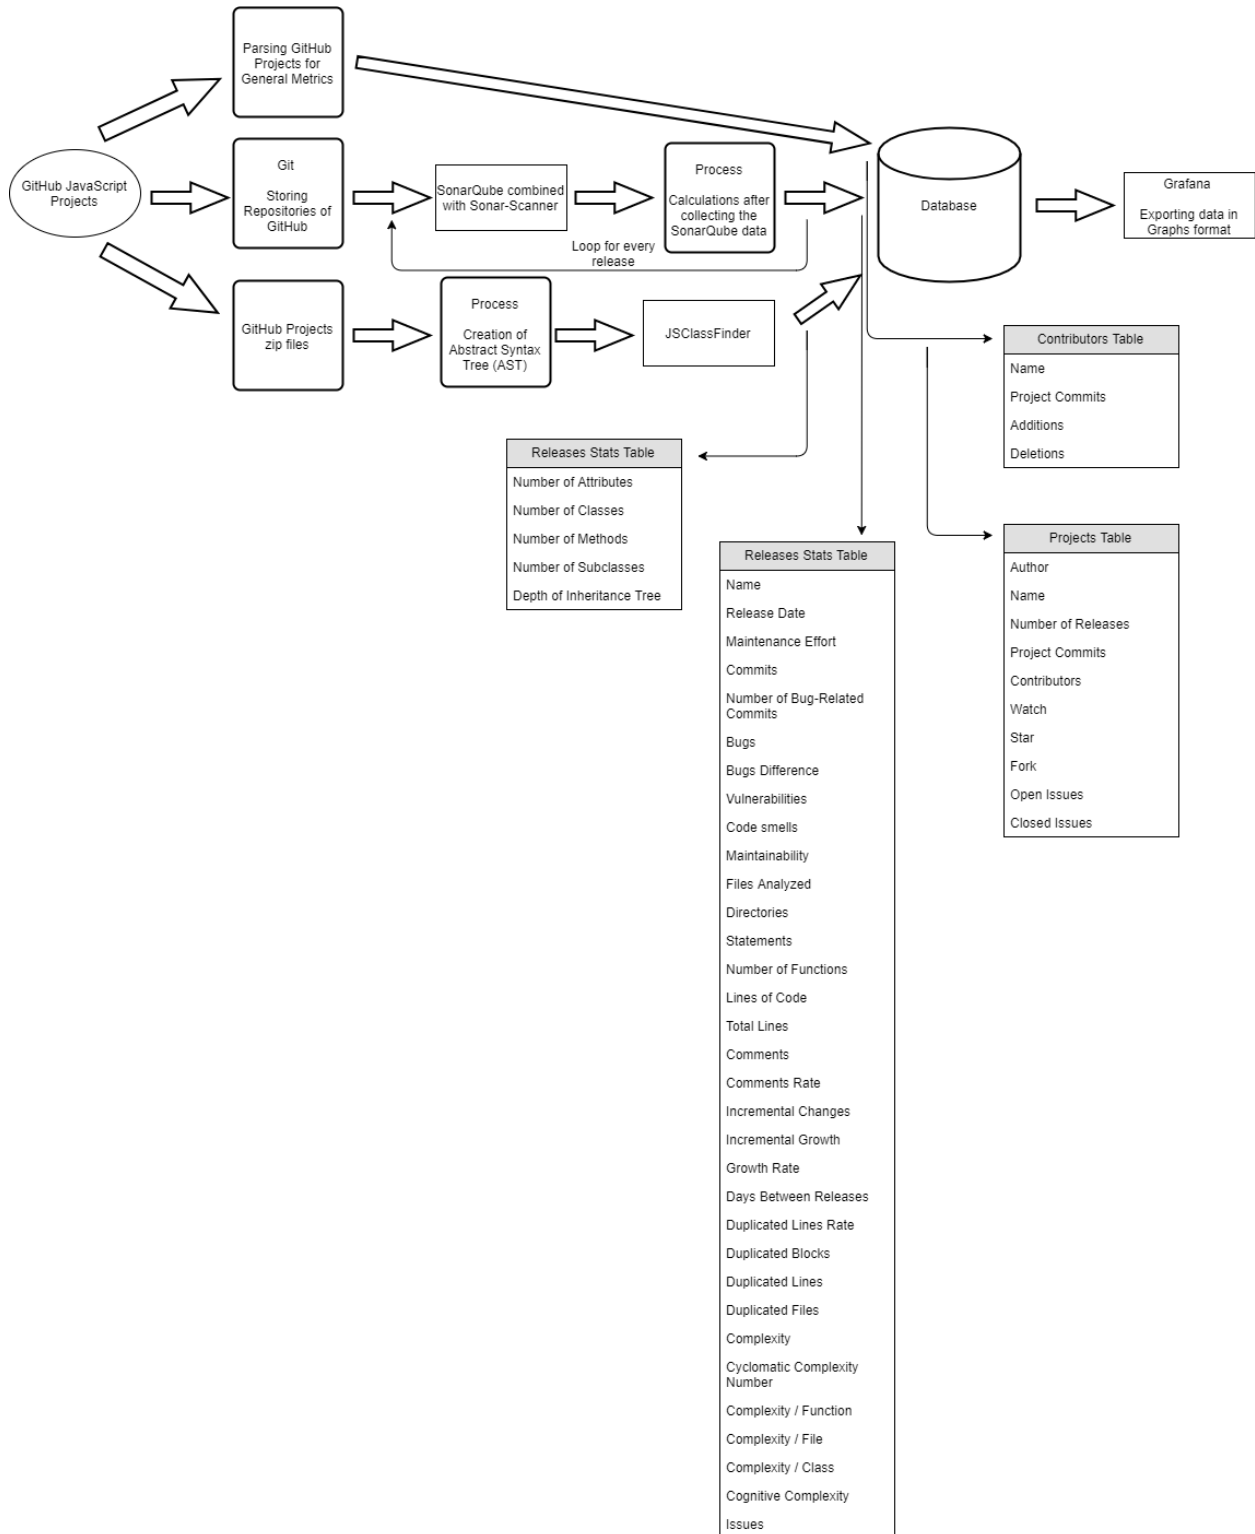 Parsing GitHub
Projects for
General Metrics
GitHub JavaScript
Projects
Git
Storing
Repositories of
GitHub
SonarQube combined
with Sonar-Scanner
Process
Calculations after
collecting the
SonarQube data
Loop for every
release
Database
Grafana
Exporting data in
Graphs format
GitHub Projects
zip files
Process
Creation of
Abstract Syntax
Tree (AST)
JSClassFinder
Contributors Table
Name
Project Commits
Additions
Deletions
Releases Stats Table
Number of Attributes
Number of Classes
Number of Methods
Number of Subclasses
Depth of Inheritance Tree
Releases Stats Table
Name
Release Date
Maintenance Effort
Commits
Number of Bug-Related
Commits
Bugs
Bugs Difference
Vulnerabilities
Code smells
Maintainability
Files Analyzed
Directories
Statements
Number of Functions
Lines of Code
Total Lines
Comments
Comments Rate
Incremental Changes
Incremental Growth
Growth Rate
Days Between Releases
Duplicated Lines Rate
Duplicated Blocks
Duplicated Lines
Duplicated Files
Complexity
Cyclomatic Complexity
Number
Complexity / Function
Complexity / File
Complexity / Class
Cognitive Complexity
Issues
Projects Table
Author
Name
Number of Releases
Project Commits
Contributors
Watch
Star
Fork
Open Issues
Closed Issues